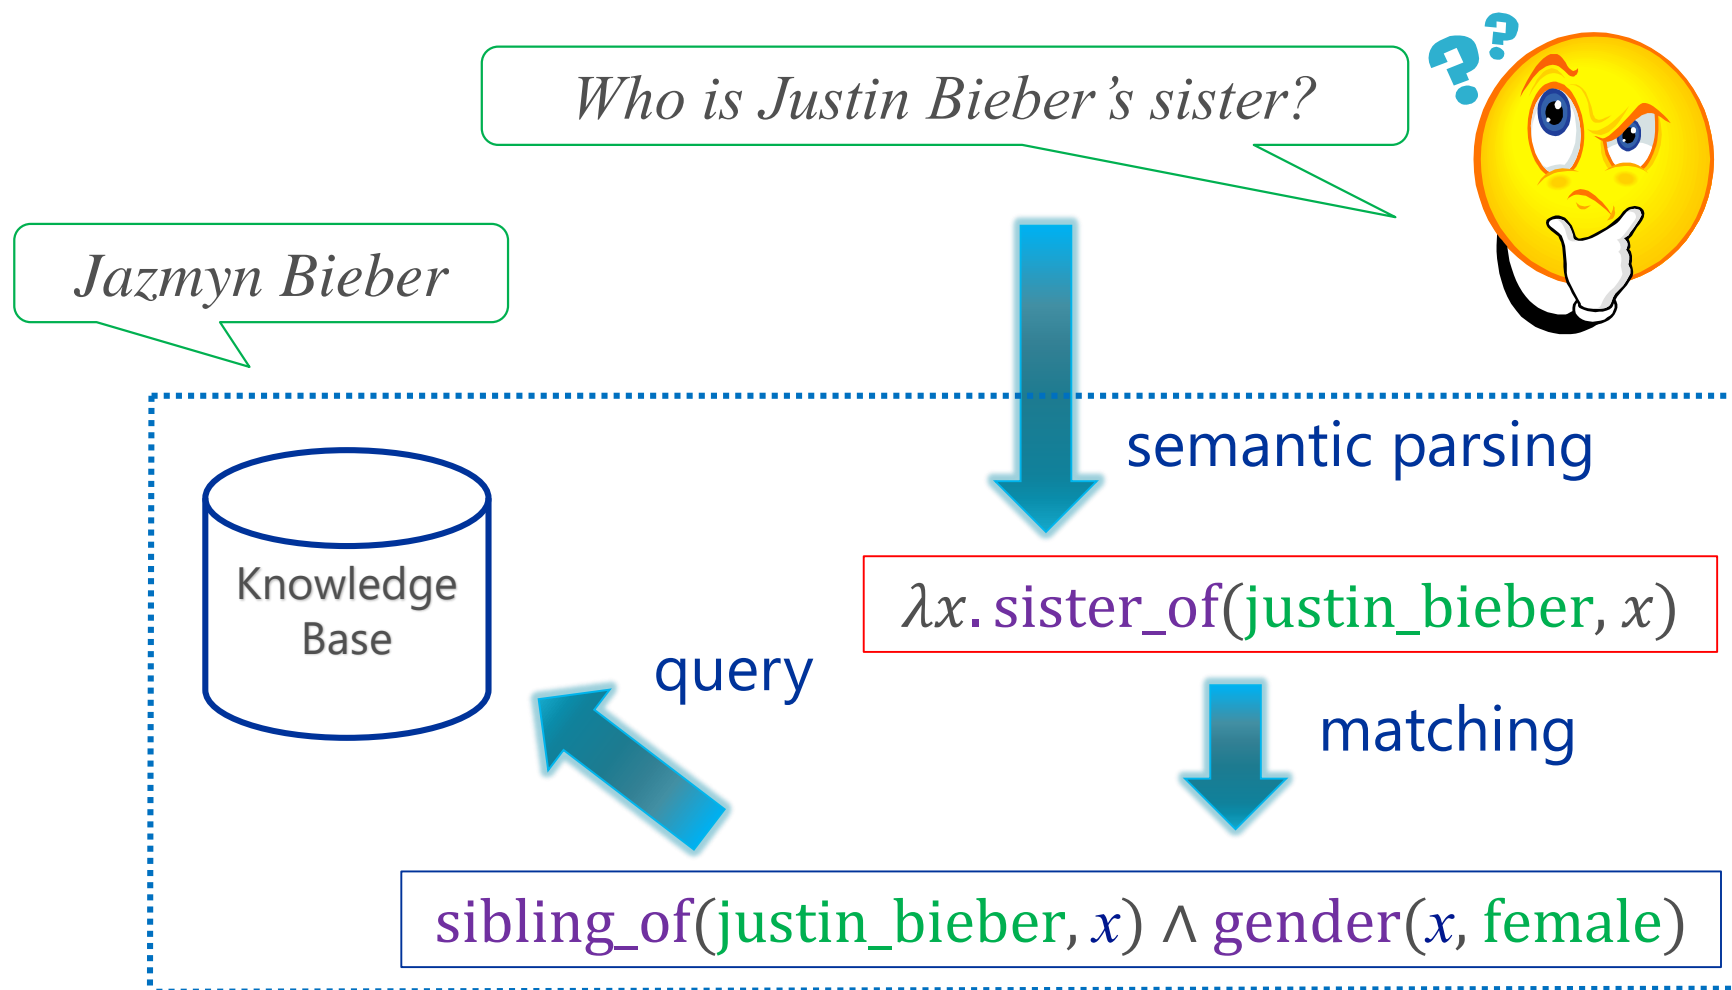 ??
Who is Justin Bieber’s sister?
Jazmyn Bieber
semantic parsing
Knowledge
Base
λx. sister_of(justin_bieber, x)
query
matching
sibling_of(justin_bieber, x) ∧ gender(x, female)